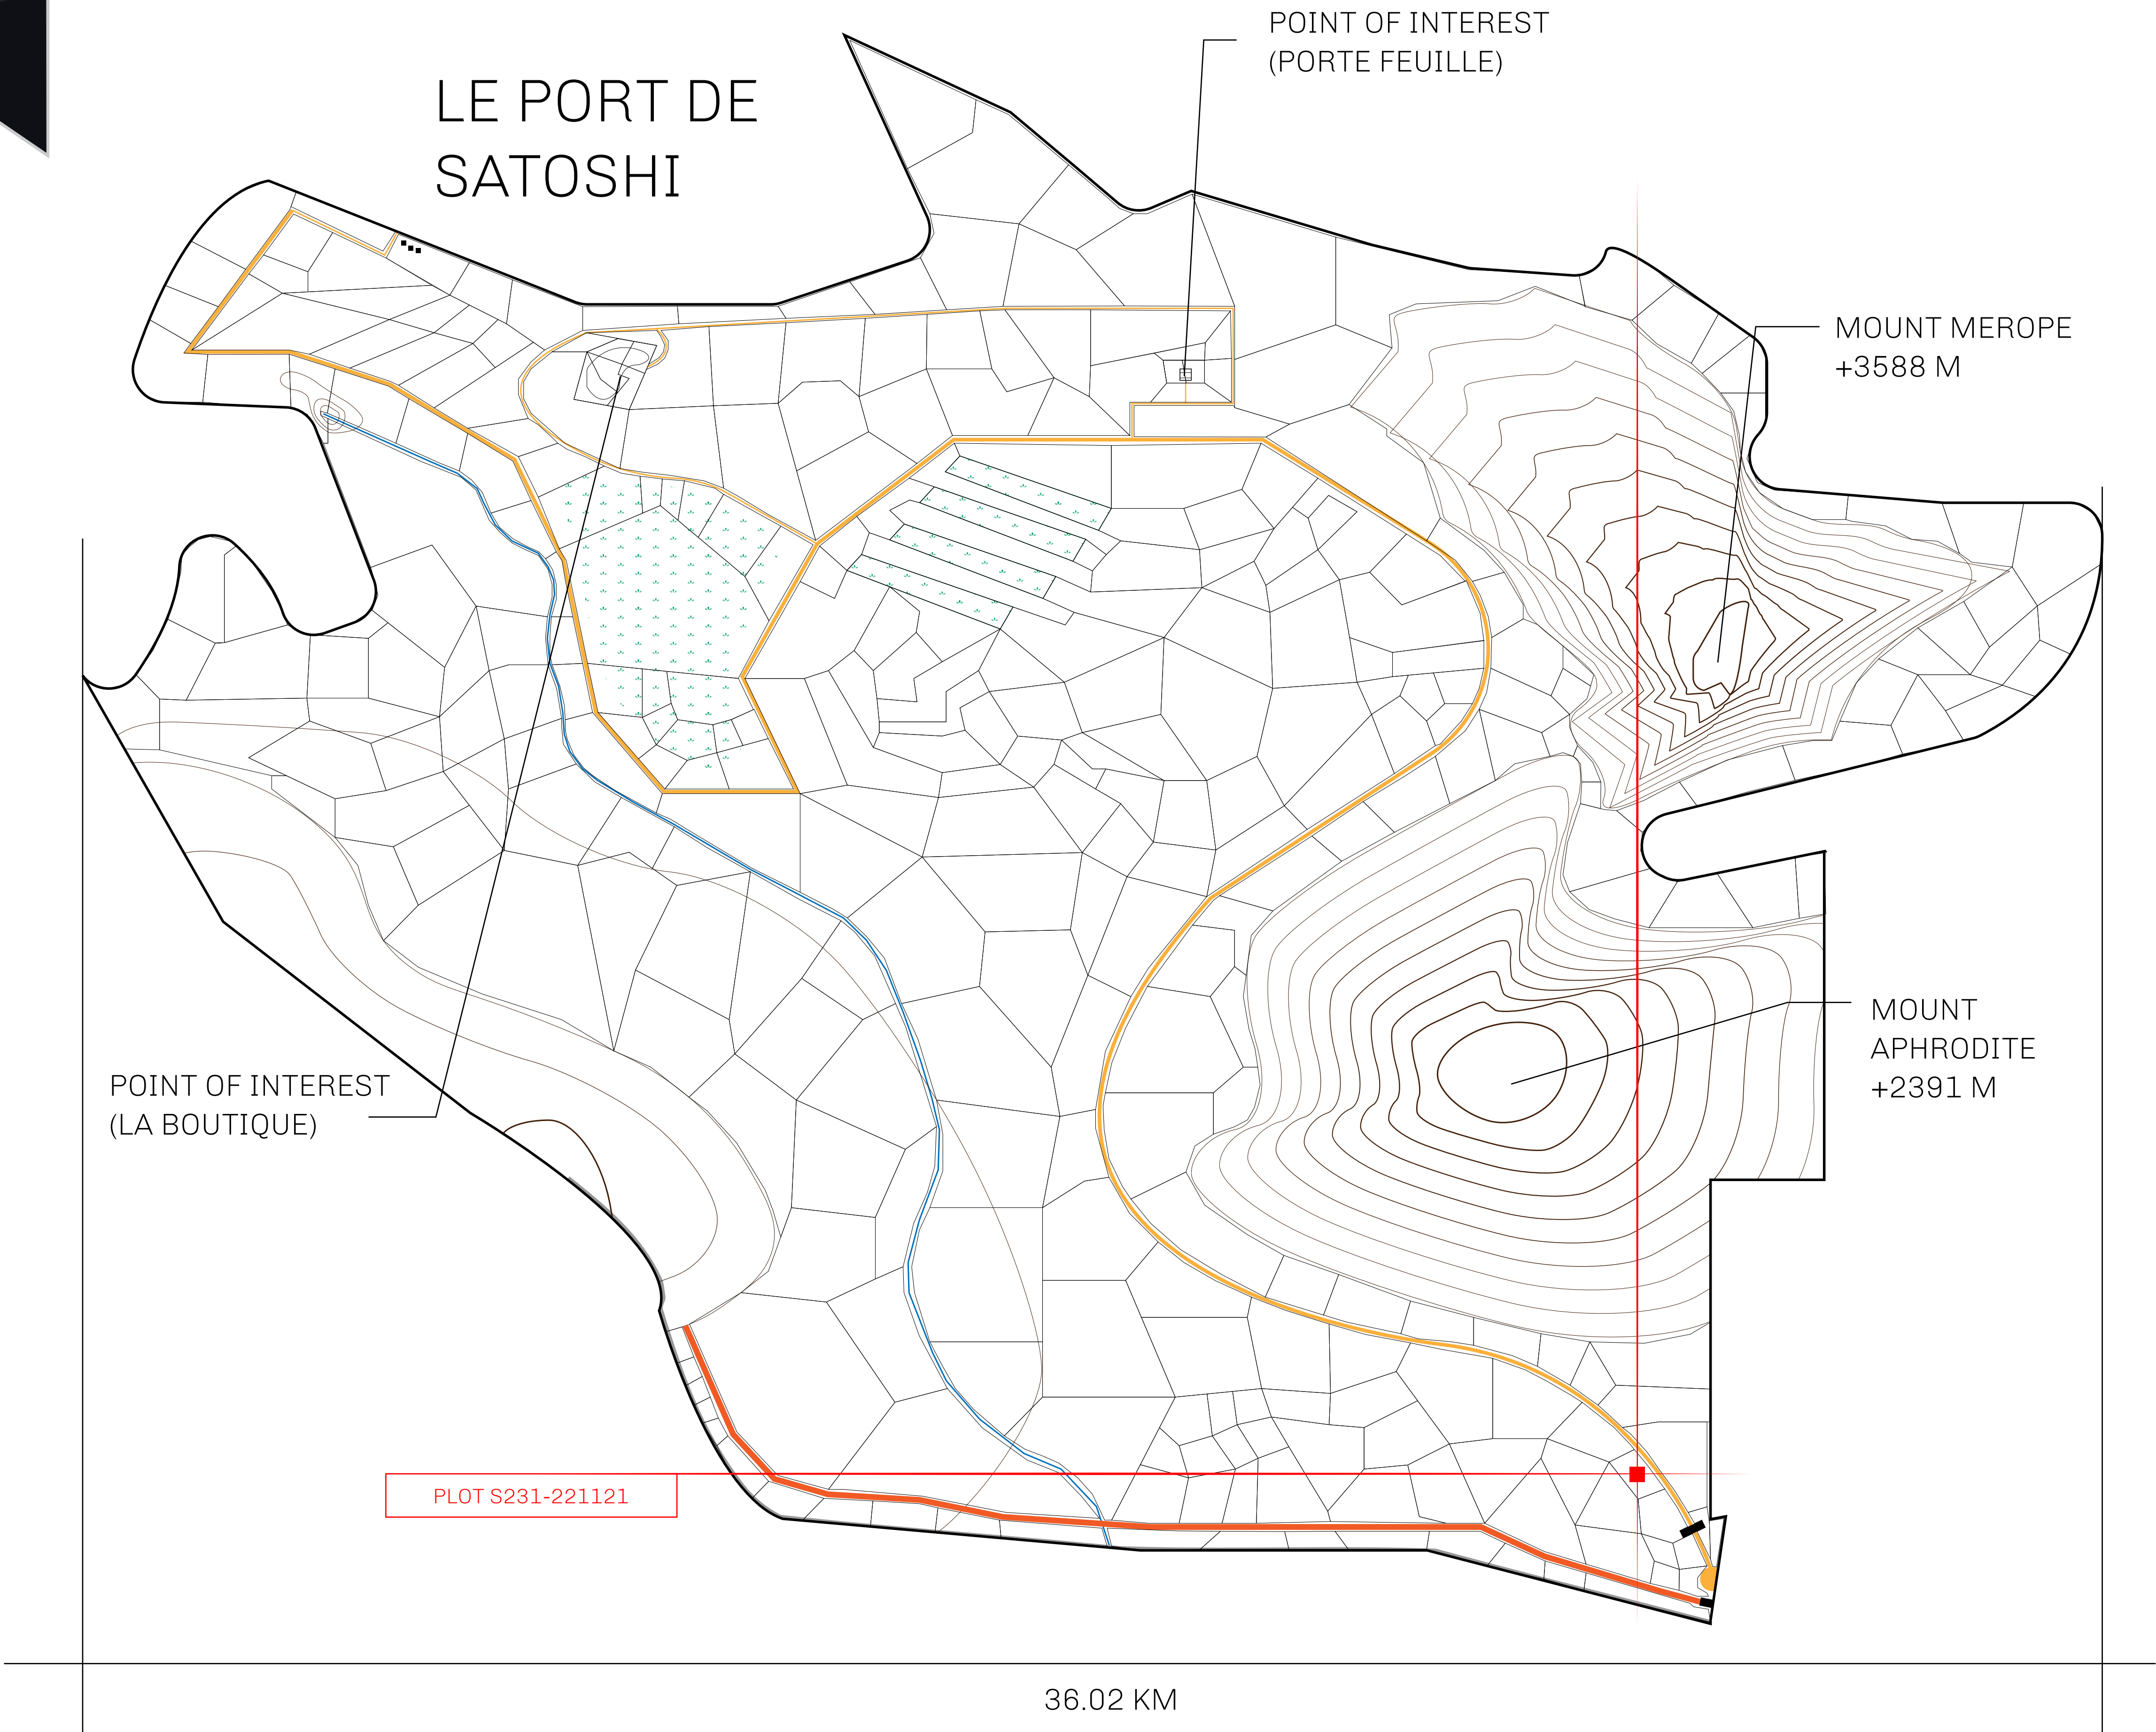 POINT OF INTEREST
(PORTE FEUILLE)
LE PORT DE
SATOSHI
MOUNT MEROPE
+3588 M
MOUNT
APHRODITE
+2391 M
POINT OF INTEREST
(LA BOUTIQUE)
PLOT S231-221121
36.02 KM